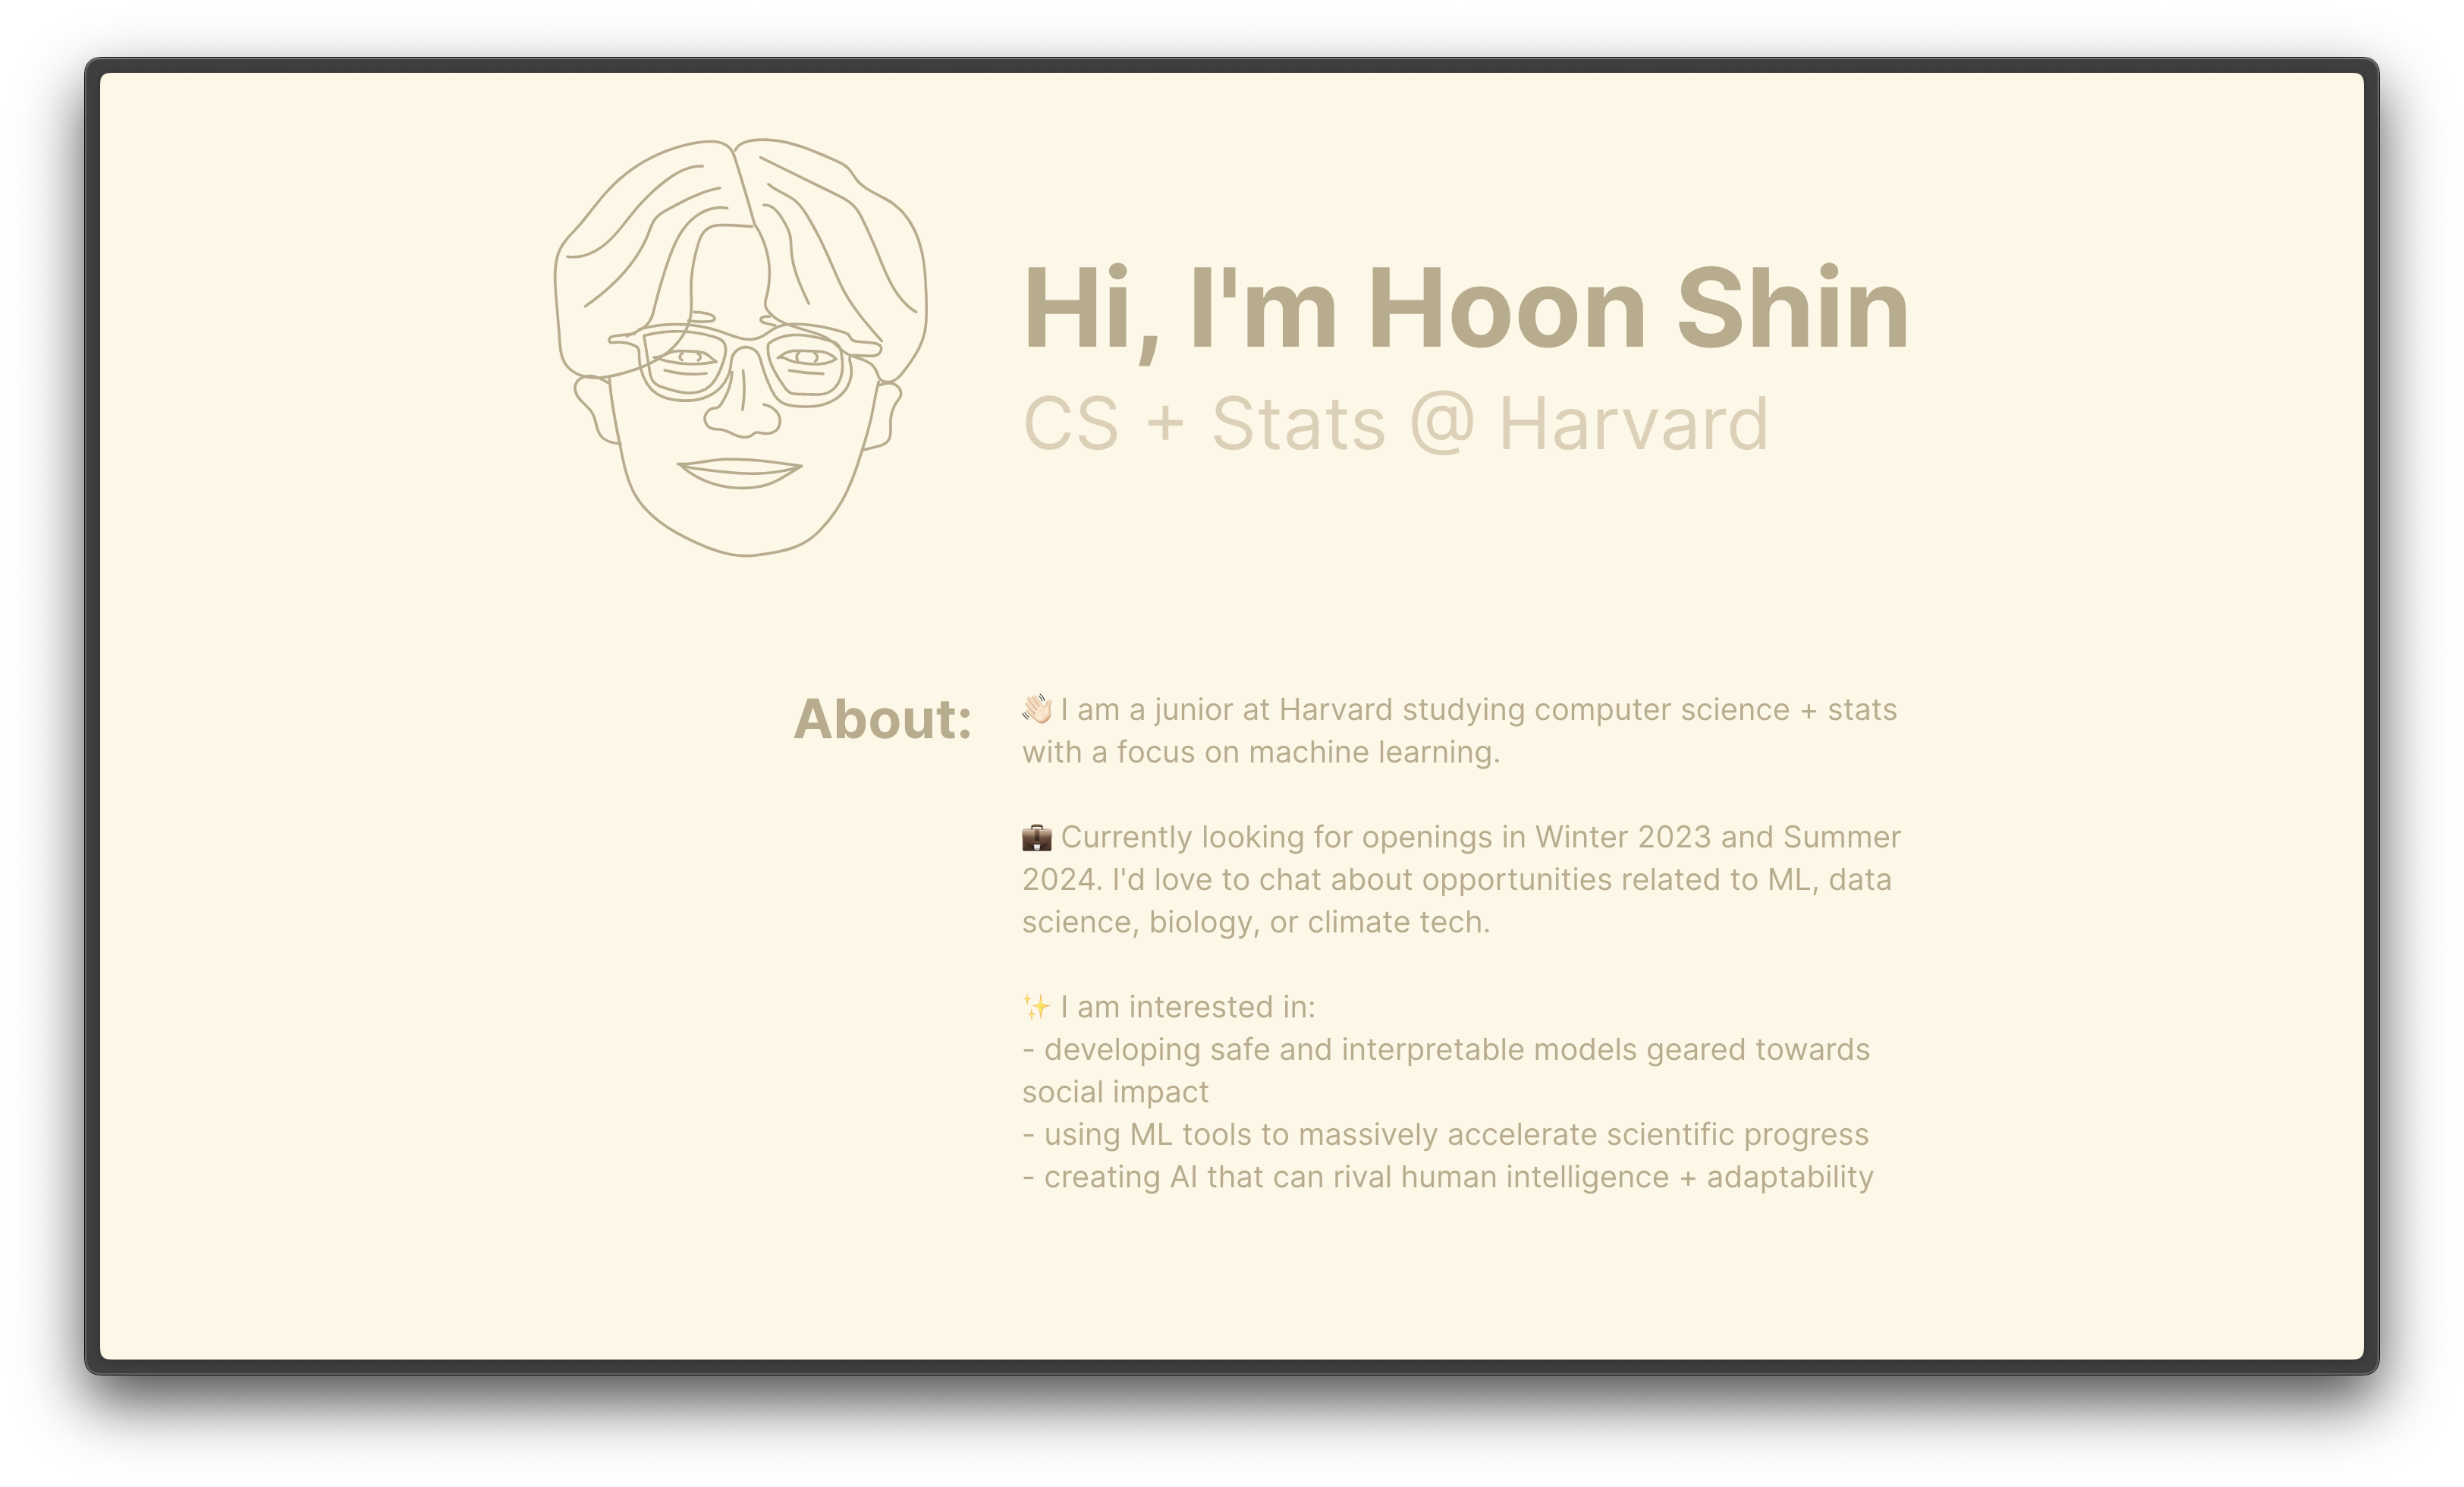 Hi, I'm Hoon Shin
CS + Stats @ Harvard
About:
👋🏻 I am a junior at Harvard studying computer science + stats
with a focus on machine learning.
💼 Currently looking for openings in Winter 2023 and Summer
2024. I'd love to chat about opportunities related to ML, data
science, biology, or climate tech.
✨ I am interested in:
- developing safe and interpretable models geared towards
social impact
- using ML tools to massively accelerate scientific progress
- creating AI that can rival human intelligence + adaptability